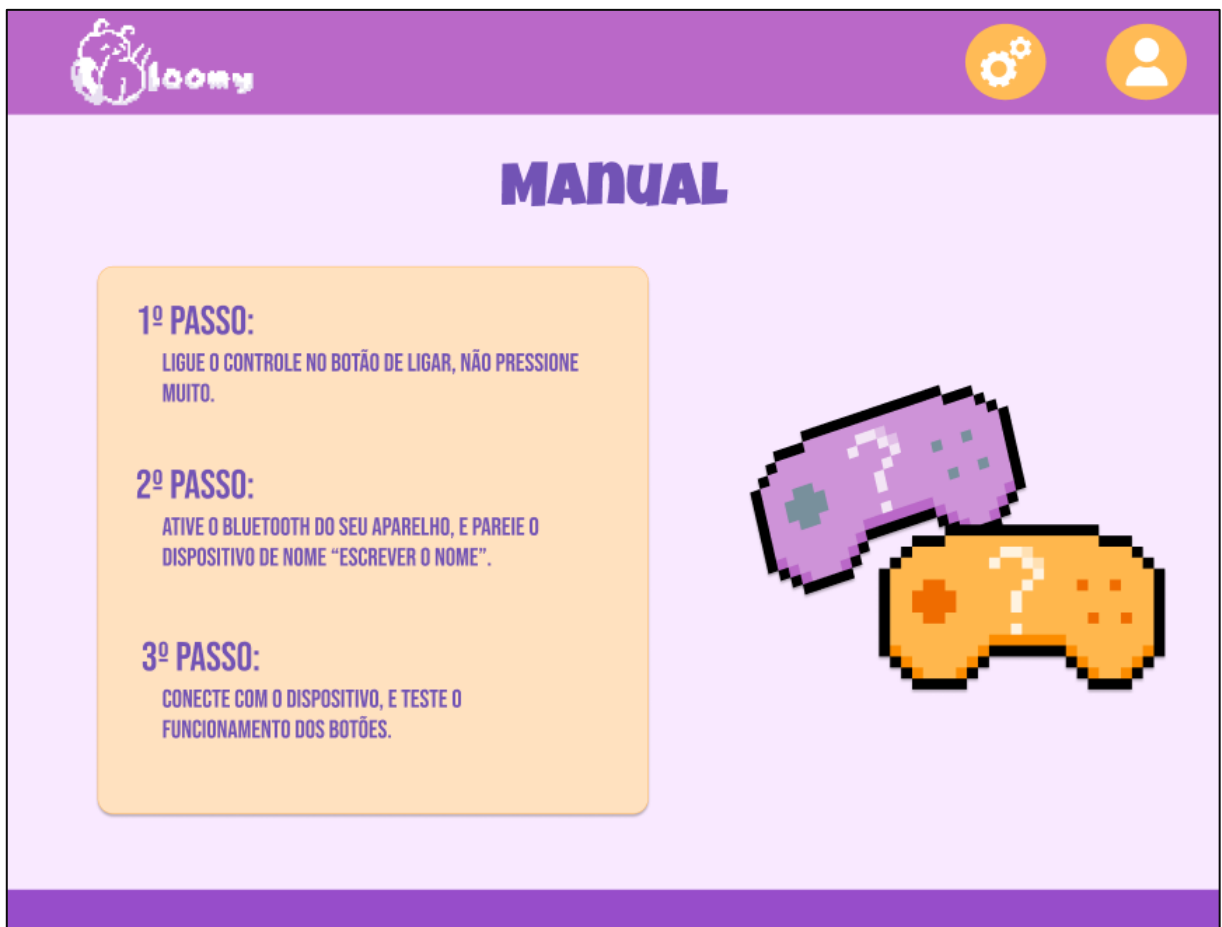 Gloomy
Manual
1º PASSO:
LIGUE O CONTROLE NO BOTÃO DE LIGAR, NÃO PRESSIONE
MUITO.
2º PASSO:
ATIVE O BLUETOOTH DO SEU APARELHO, E PAREIE O
DISPOSITIVO DE NOME “ESCREVER O NOME”.
3º PASSO:
CONECTE COM O DISPOSITIVO, E TESTE O
FUNCIONAMENTO DOS BOTÕES.
?
?